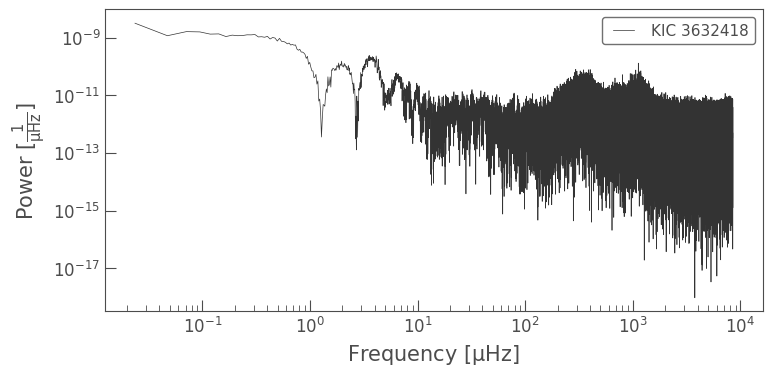 KIC 3632418
Power [1/μHz]
10⁻⁹
10⁻¹¹
10⁻¹³
10⁻¹⁵
10⁻¹⁷
10⁻¹ 10⁰ 10¹ 10² 10³ 10⁴
Frequency [μHz]